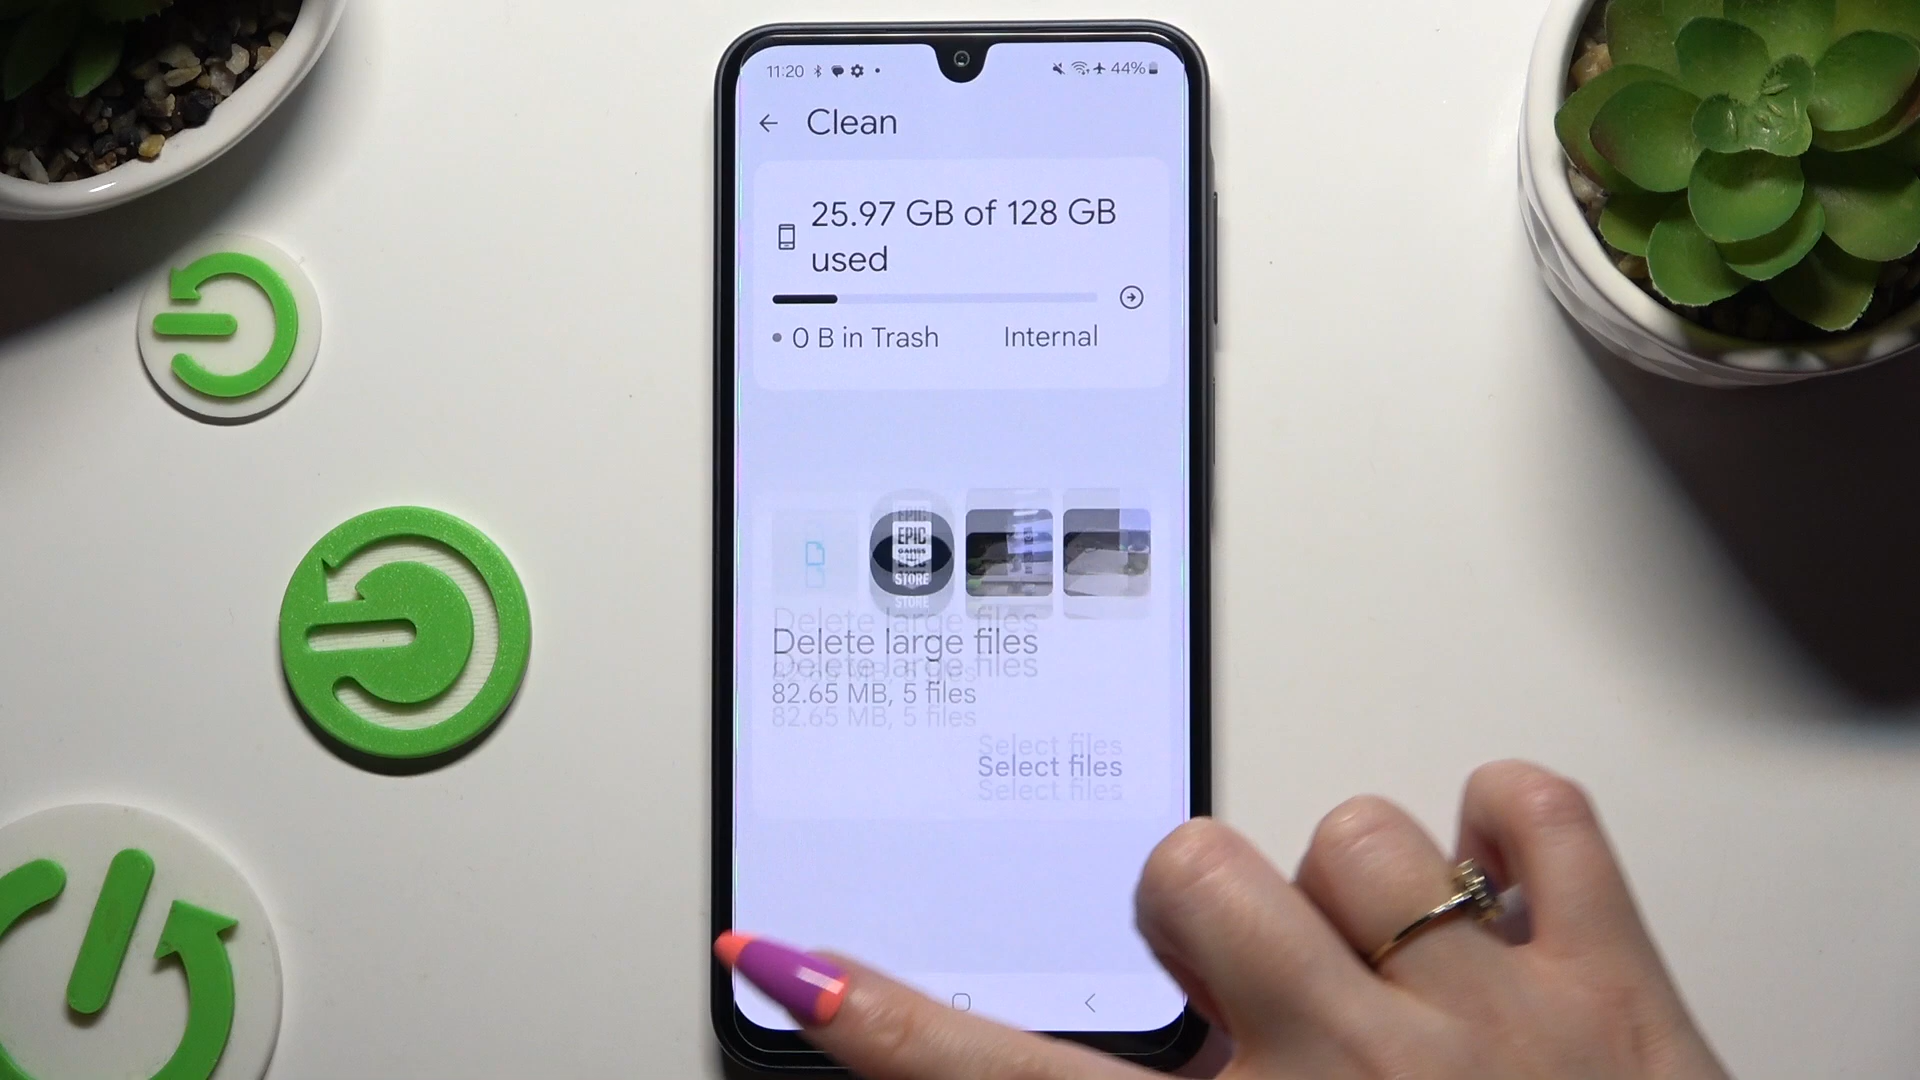 11:20 44%
Clean
25.97 GB of 128 GB
used
0 B in Trash Internal
EPIC
GAMES
STORE
Delete large files
82.65 MB, 5 files
Select files